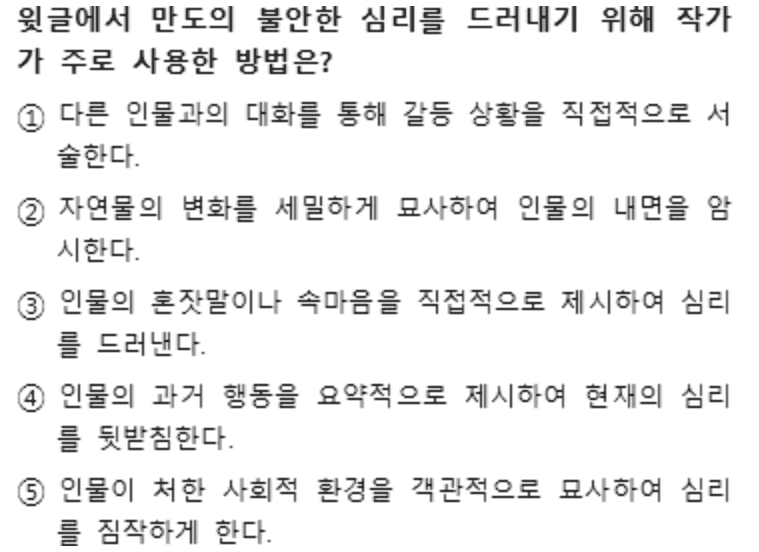 윗글에서 만도의 불안한 심리를 드러내기 위해 작가
가 주로 사용한 방법은?
① 다른 인물과의 대화를 통해 갈등 상황을 직접적으로 서
술한다.
② 자연물의 변화를 세밀하게 묘사하여 인물의 내면을 암
시한다.
③ 인물의 혼잣말이나 속마음을 직접적으로 제시하여 심리
를 드러낸다.
④ 인물의 과거 행동을 요약적으로 제시하여 현재의 심리
를 뒷받침한다.
⑤ 인물이 처한 사회적 환경을 객관적으로 묘사하여 심리
를 짐작하게 한다.